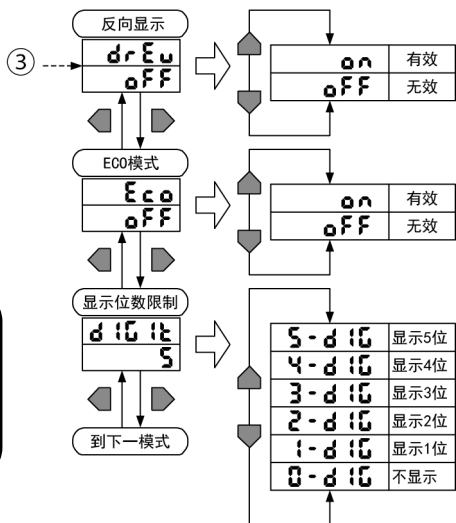 反向显示
③
drEv
oFF
on 有效
oFF 无效
ECO模式
Eco
oFF
on 有效
oFF 无效
显示位数限制
diGit
5
5-diG 显示5位
4-diG 显示4位
3-diG 显示3位
2-diG 显示2位
1-diG 显示1位
0-diG 不显示
到下一模式